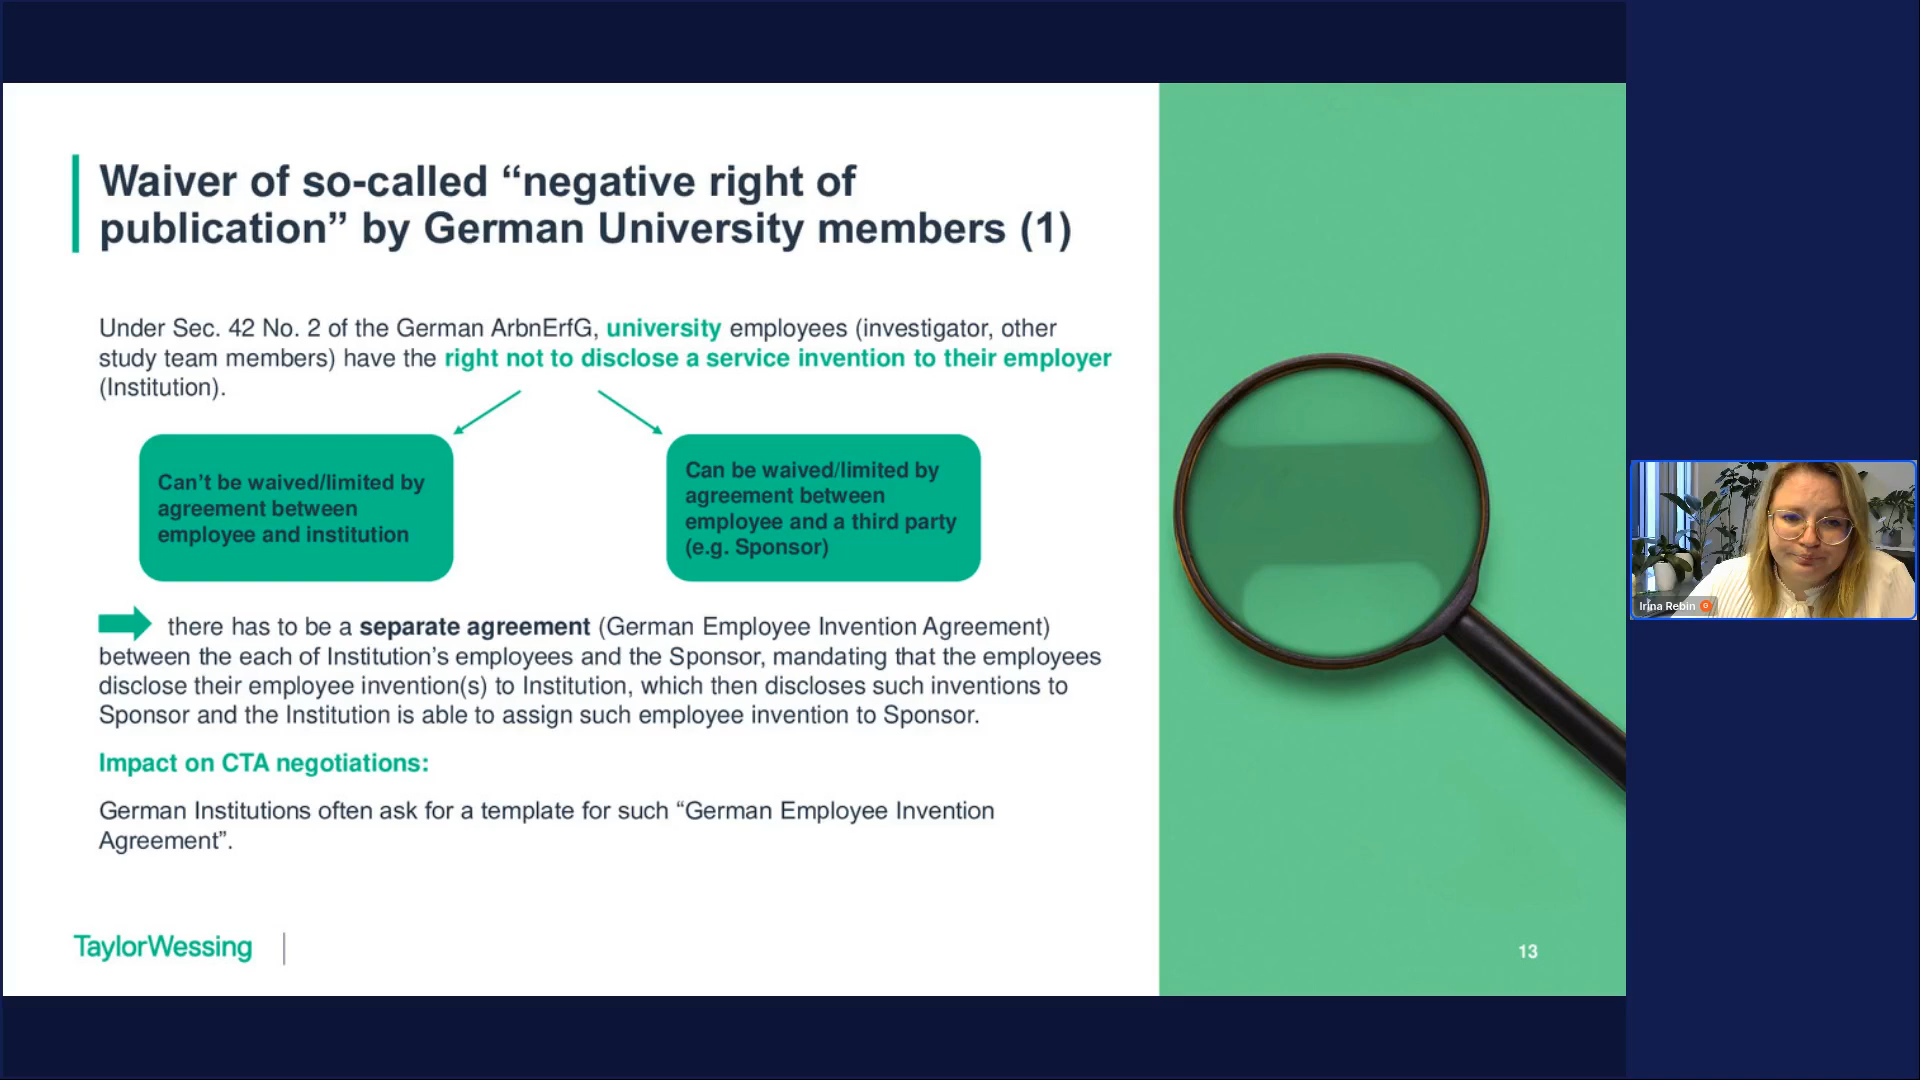 Waiver of so-called “negative right of
publication” by German University members (1)
Under Sec. 42 No. 2 of the German ArbnErfG, university employees (investigator, other
study team members) have the right not to disclose a service invention to their employer
(Institution).
Can’t be waived/limited by
agreement between
employee and institution
Can be waived/limited by
agreement between
employee and a third party
(e.g. Sponsor)
there has to be a separate agreement (German Employee Invention Agreement)
between the each of Institution’s employees and the Sponsor, mandating that the employees
disclose their employee invention(s) to Institution, which then discloses such inventions to
Sponsor and the Institution is able to assign such employee invention to Sponsor.
Impact on CTA negotiations:
German Institutions often ask for a template for such “German Employee Invention
Agreement”.
TaylorWessing
13
Irina Rebin G